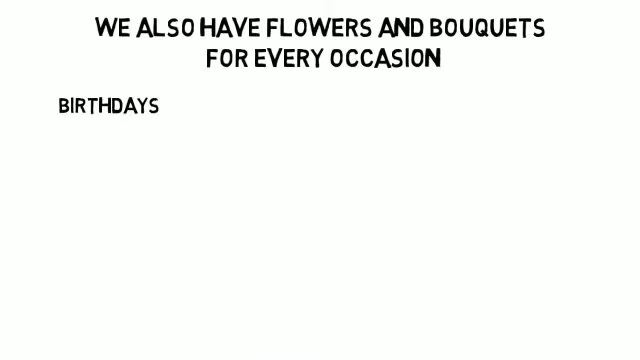 WE ALSO HAVE FLOWERS AND BOUQUETS
FOR EVERY OCCASION
BIRTHDAYS